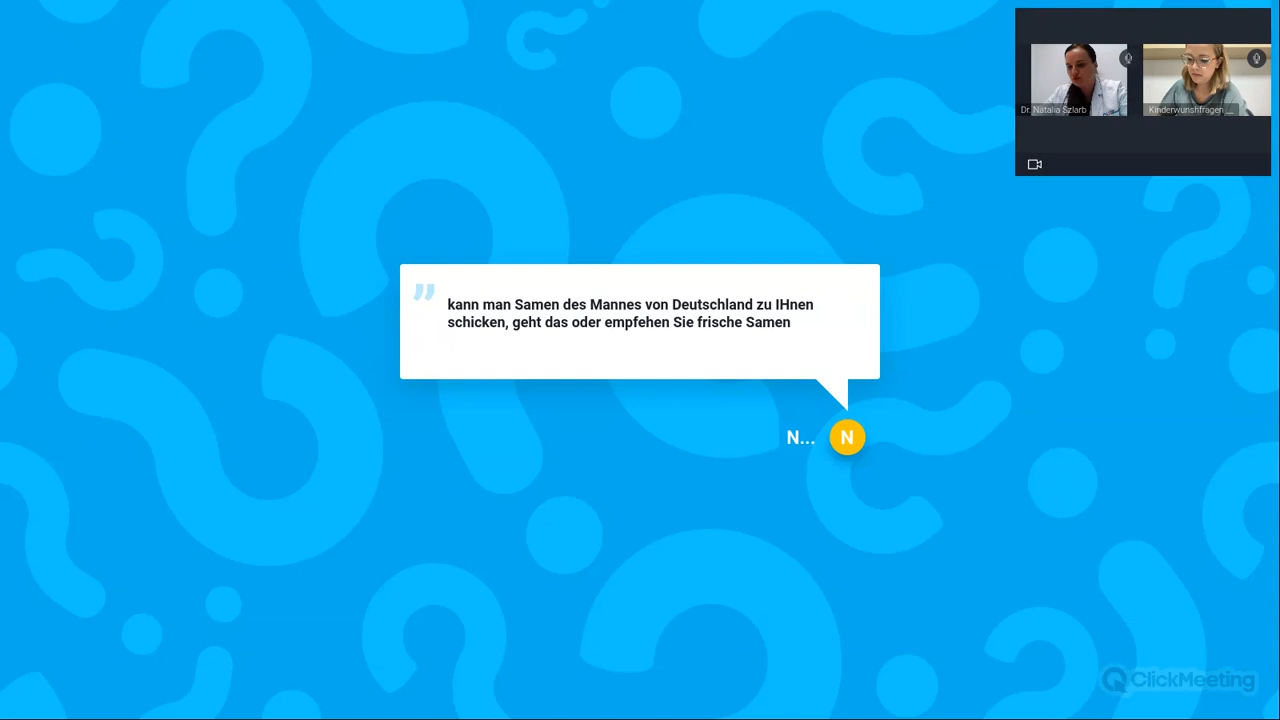 Dr. Natalia Szlarb
Kinderwunshfragen ...
kann man Samen des Mannes von Deutschland zu IHnen
schicken, geht das oder empfehen Sie frische Samen
N... N
ClickMeeting